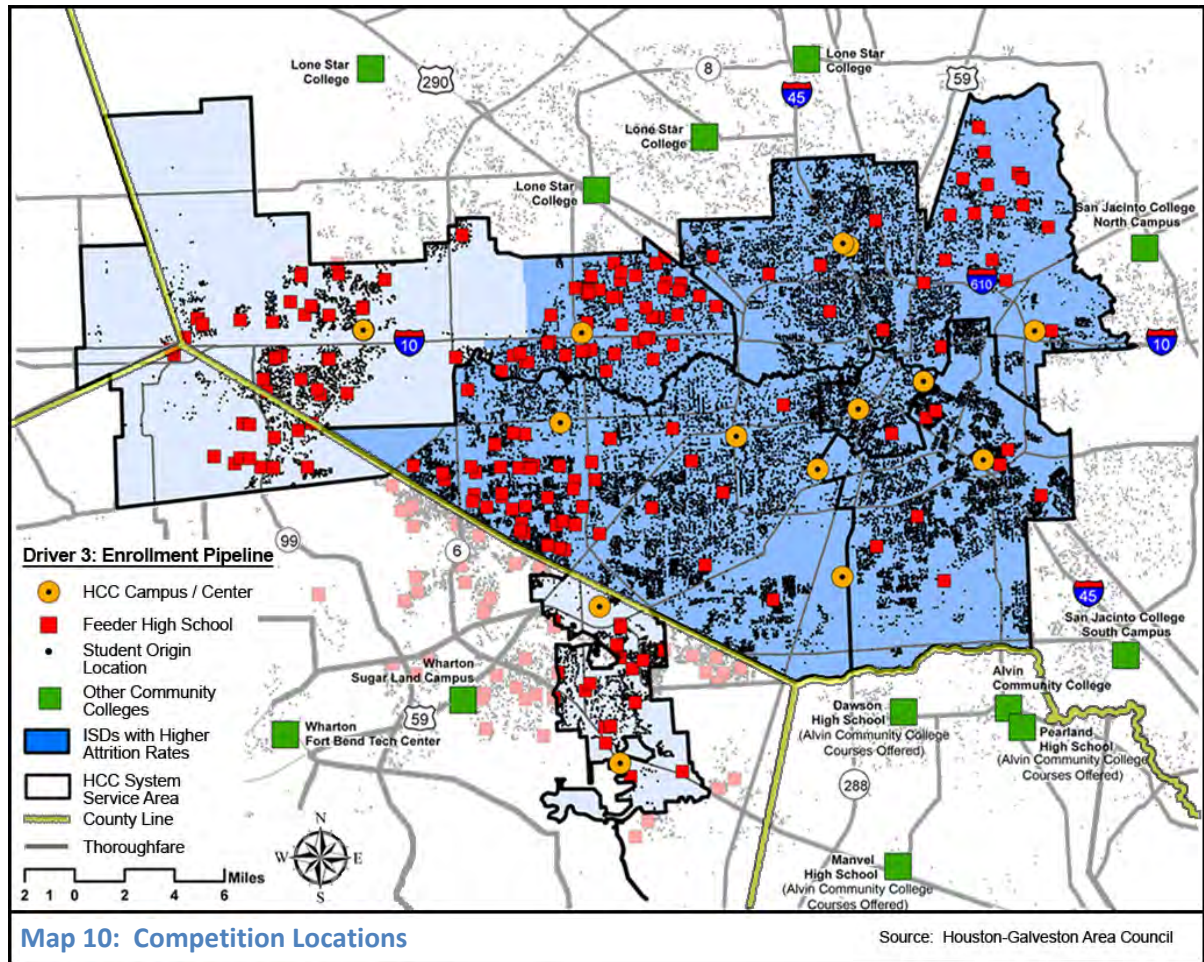 Lone Star
College
290
8
Lone Star
College
59
45
Lone Star
College
Lone Star
College
San Jacinto College
North Campus
610
10
10
99
6
Driver 3: Enrollment Pipeline
HCC Campus / Center
Feeder High School
Student Origin
Location
Other Community
Colleges
ISDs with Higher
Attrition Rates
HCC System
Service Area
County Line
Thoroughfare
2 1 0 2 4 6
Miles
N
W E
S
Wharton
Sugar Land Campus
59
Wharton
Fort Bend Tech Center
45
San Jacinto College
South Campus
Alvin
Community College
Dawson
High School
(Alvin Community College
Courses Offered)
Pearland
High School
(Alvin Community College
Courses Offered)
288
Manvel
High School
(Alvin Community College
Courses Offered)
Map 10: Competition Locations
Source: Houston-Galveston Area Council